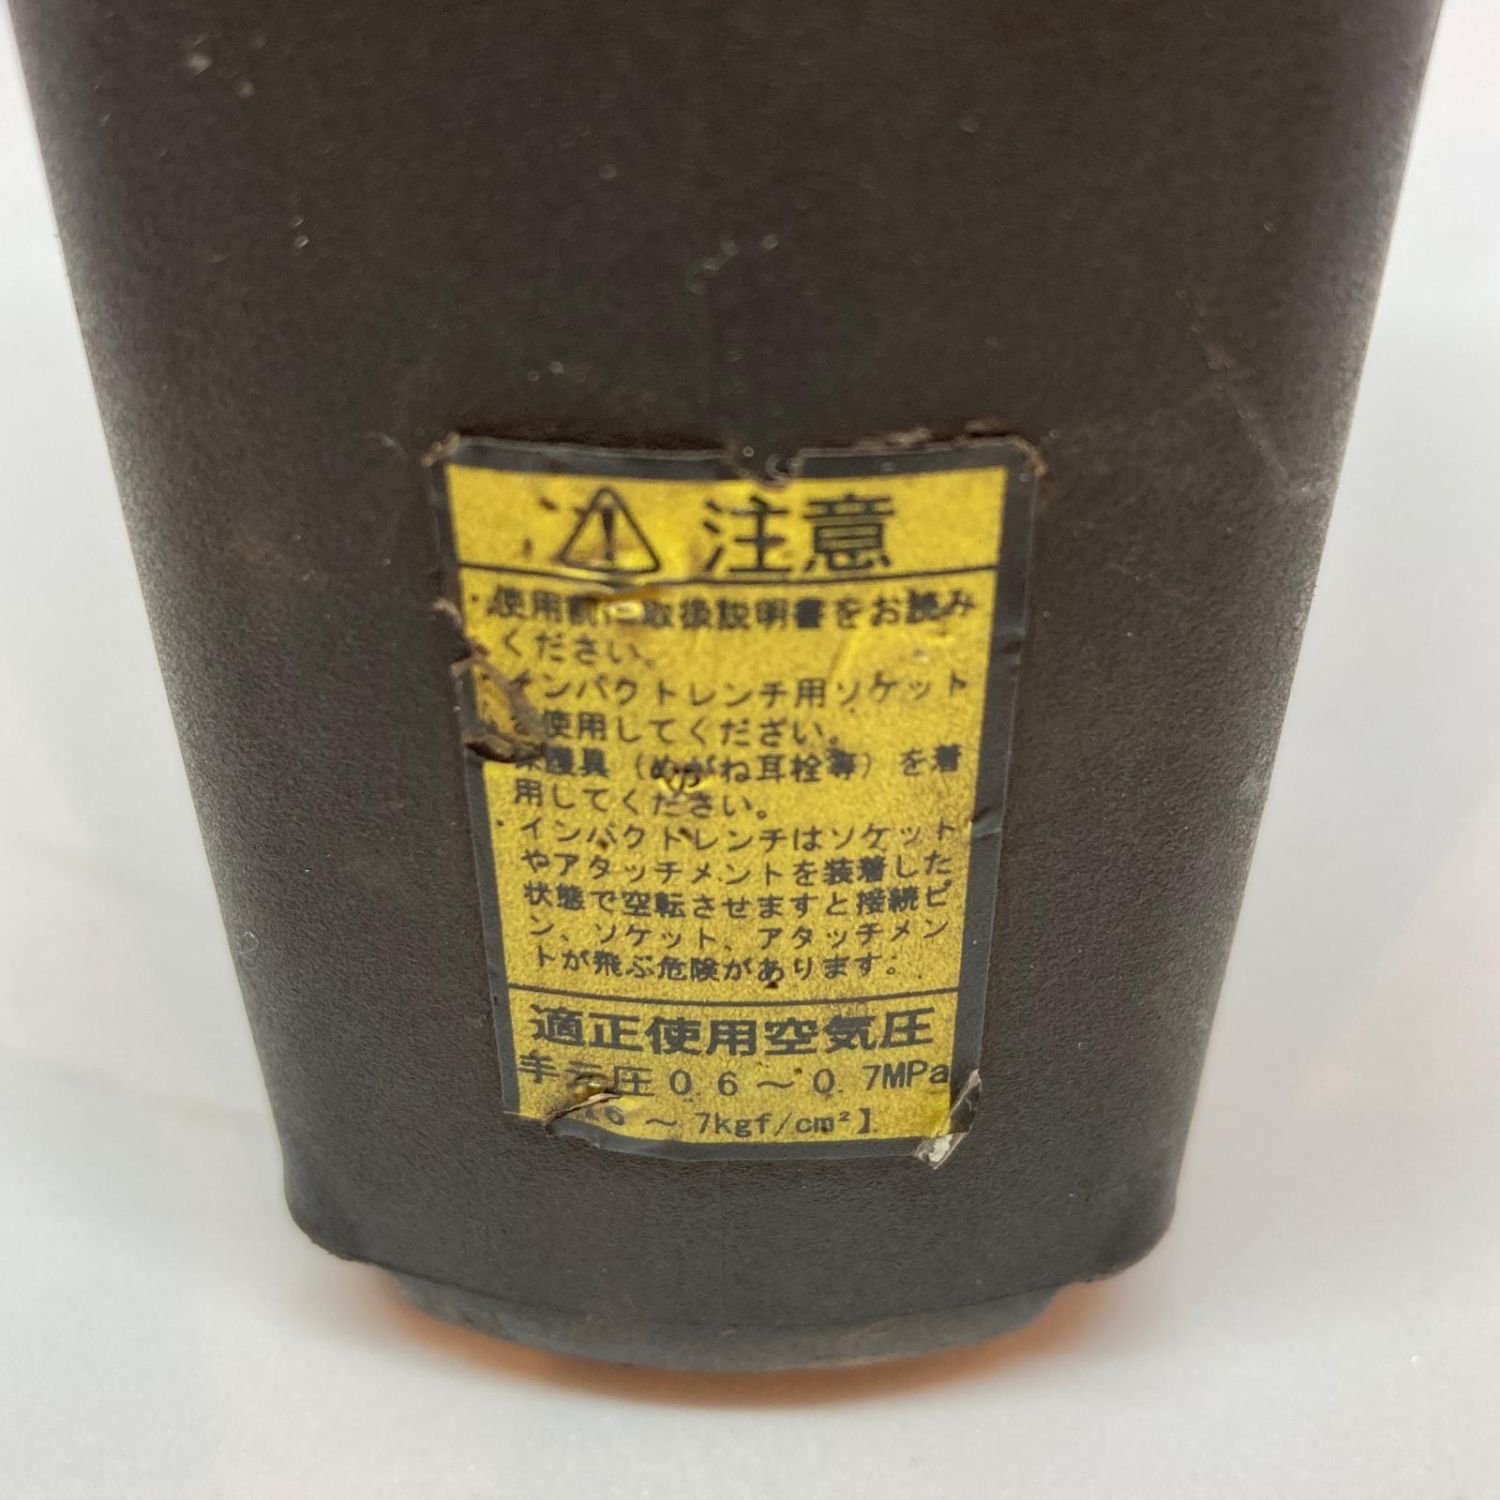 注意
・使用前に取扱説明書をお読み
ください。
インパクトレンチ用ソケット
使用してください。
保護具(めがね耳栓等)を着
用してください。
・インパクトレンチはソケット
やアタッチメントを装着した
状態で空転させますと接続ピ
ン、ソケット、アタッチメン
トが飛ぶ危険があります。
適正使用空気圧
手元圧0.6～0.7MPa
6～7kgf/cm²】